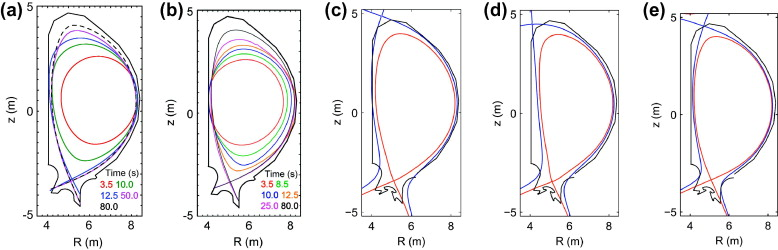 (a)
z (m)
5
0
-5
Time (s)
3.5 10.0
12.5 50.0
80.0
4 6 8
R (m)
(b)
z (m)
5
0
-5
Time (s)
3.5 8.5
10.0 12.5
25.0 80.0
4 6 8
R (m)
(c)
z (m)
5
0
−5
4 6 8
R (m)
(d)
z (m)
5
0
−5
4 6 8
R (m)
(e)
z (m)
5
0
−5
4 6 8
R (m)